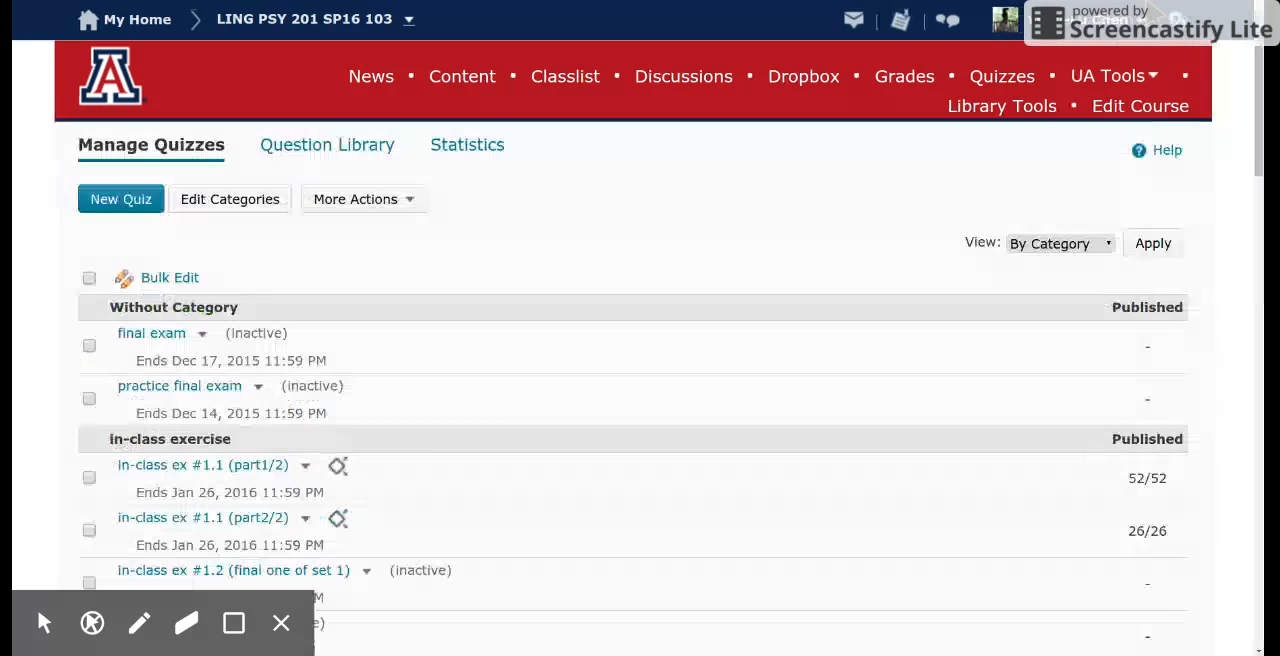 My Home
LING PSY 201 SP16 103
powered by
Screencastify Lite
News • Content • Classlist • Discussions • Dropbox • Grades • Quizzes • UA Tools •
Library Tools • Edit Course
Manage Quizzes Question Library Statistics
Help
New Quiz Edit Categories More Actions
View: By Category Apply
Bulk Edit
Without Category Published
final exam (inactive)
-
Ends Dec 17, 2015 11:59 PM
practice final exam (inactive)
-
Ends Dec 14, 2015 11:59 PM
in-class exercise Published
in-class ex #1.1 (part1/2)
52/52
Ends Jan 26, 2016 11:59 PM
in-class ex #1.1 (part2/2)
26/26
Ends Jan 26, 2016 11:59 PM
in-class ex #1.2 (final one of set 1) (inactive)
-
M
e)
-